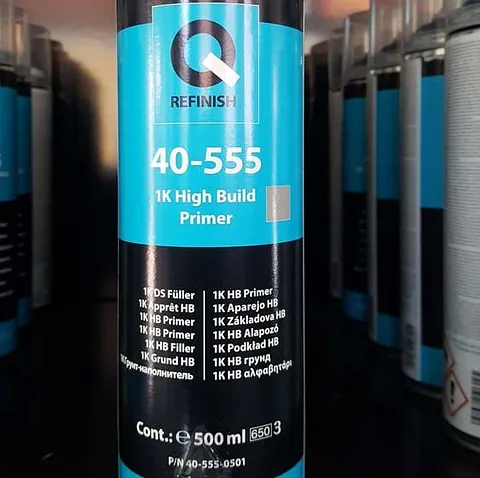 Q
REFINISH
40-555
1K High Build
Primer
1K DS Füller
1K Apprêt HB
1K HB Primer
1K HB Primer
1K HB Filler
1K Grund HB
1К Грунт-наполнитель
1K HB Primer
1K Aparejo HB
1K Základova HB
1K HB Alapozó
1K Podkład HB
1K HB грунд
1K HB αλφαβητάρι
Cont.: ℮ 500 ml 650 3
P/N 40-555-0501